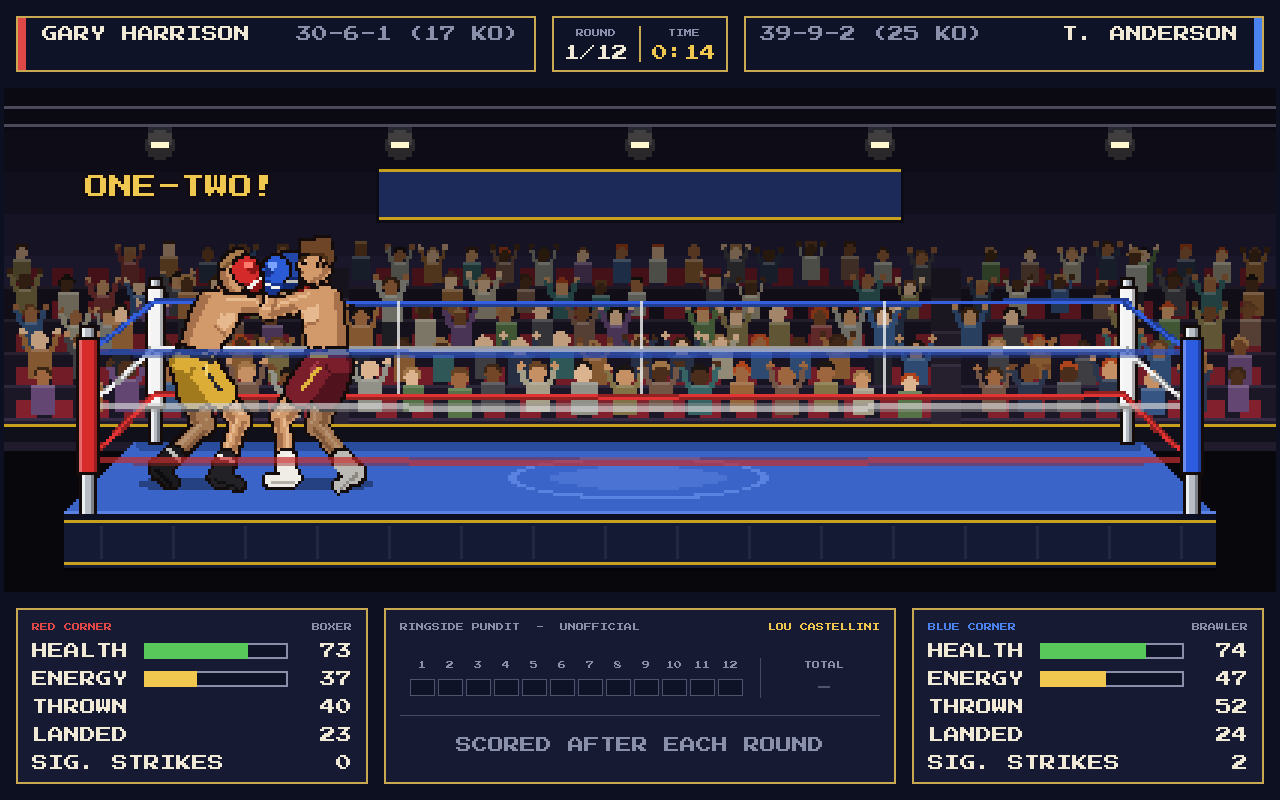 GARY HARRISON 30-6-1 (17 KO)
ROUND TIME
1/12 0:14
39-9-2 (25 KO) T. ANDERSON
ONE-TWO!
RED CORNER BOXER
HEALTH 73
ENERGY 37
THROWN 40
LANDED 23
SIG. STRIKES 0
RINGSIDE PUNDIT - UNOFFICIAL LOU CASTELLINI
1 2 3 4 5 6 7 8 9 10 11 12 TOTAL
—
SCORED AFTER EACH ROUND
BLUE CORNER BRAWLER
HEALTH 74
ENERGY 47
THROWN 52
LANDED 24
SIG. STRIKES 2